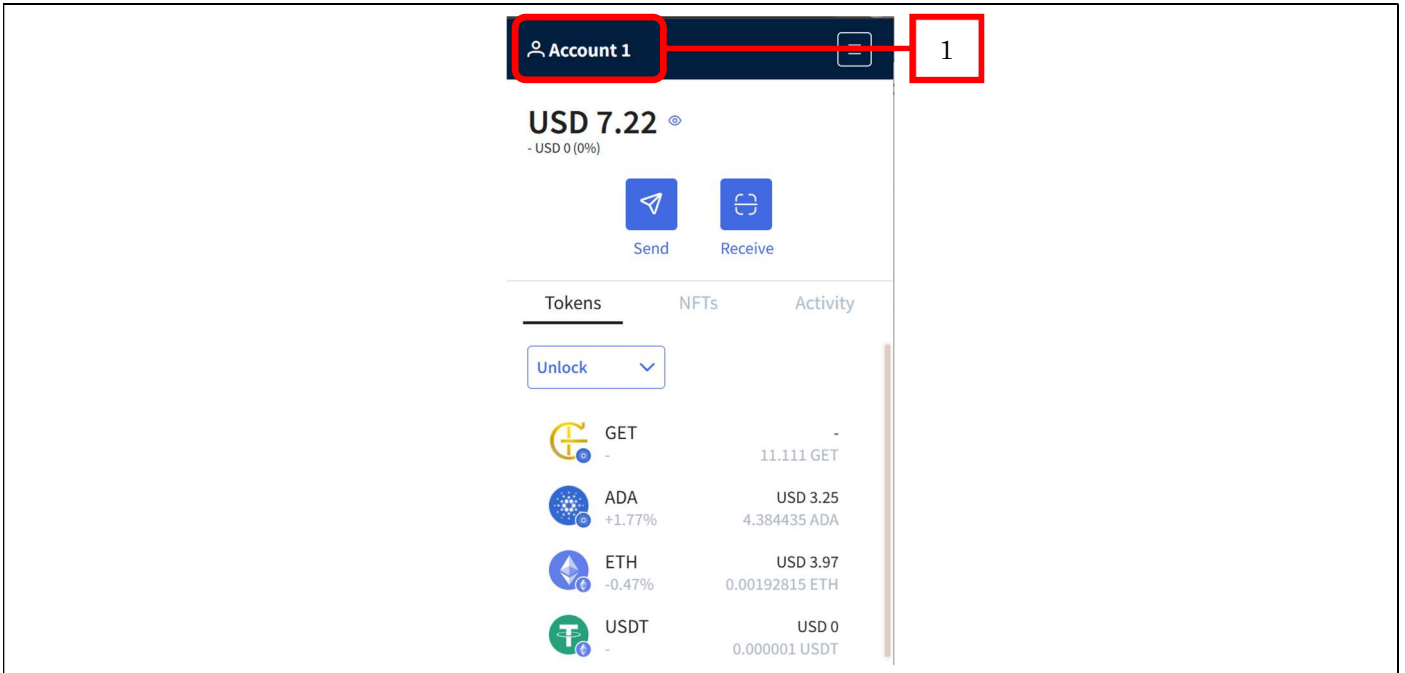 Account 1
1
USD 7.22
- USD 0 (0%)
Send Receive
Tokens NFTs Activity
Unlock
GET -
- 11.111 GET
ADA USD 3.25
+1.77% 4.384435 ADA
ETH USD 3.97
-0.47% 0.00192815 ETH
USDT USD 0
- 0.000001 USDT